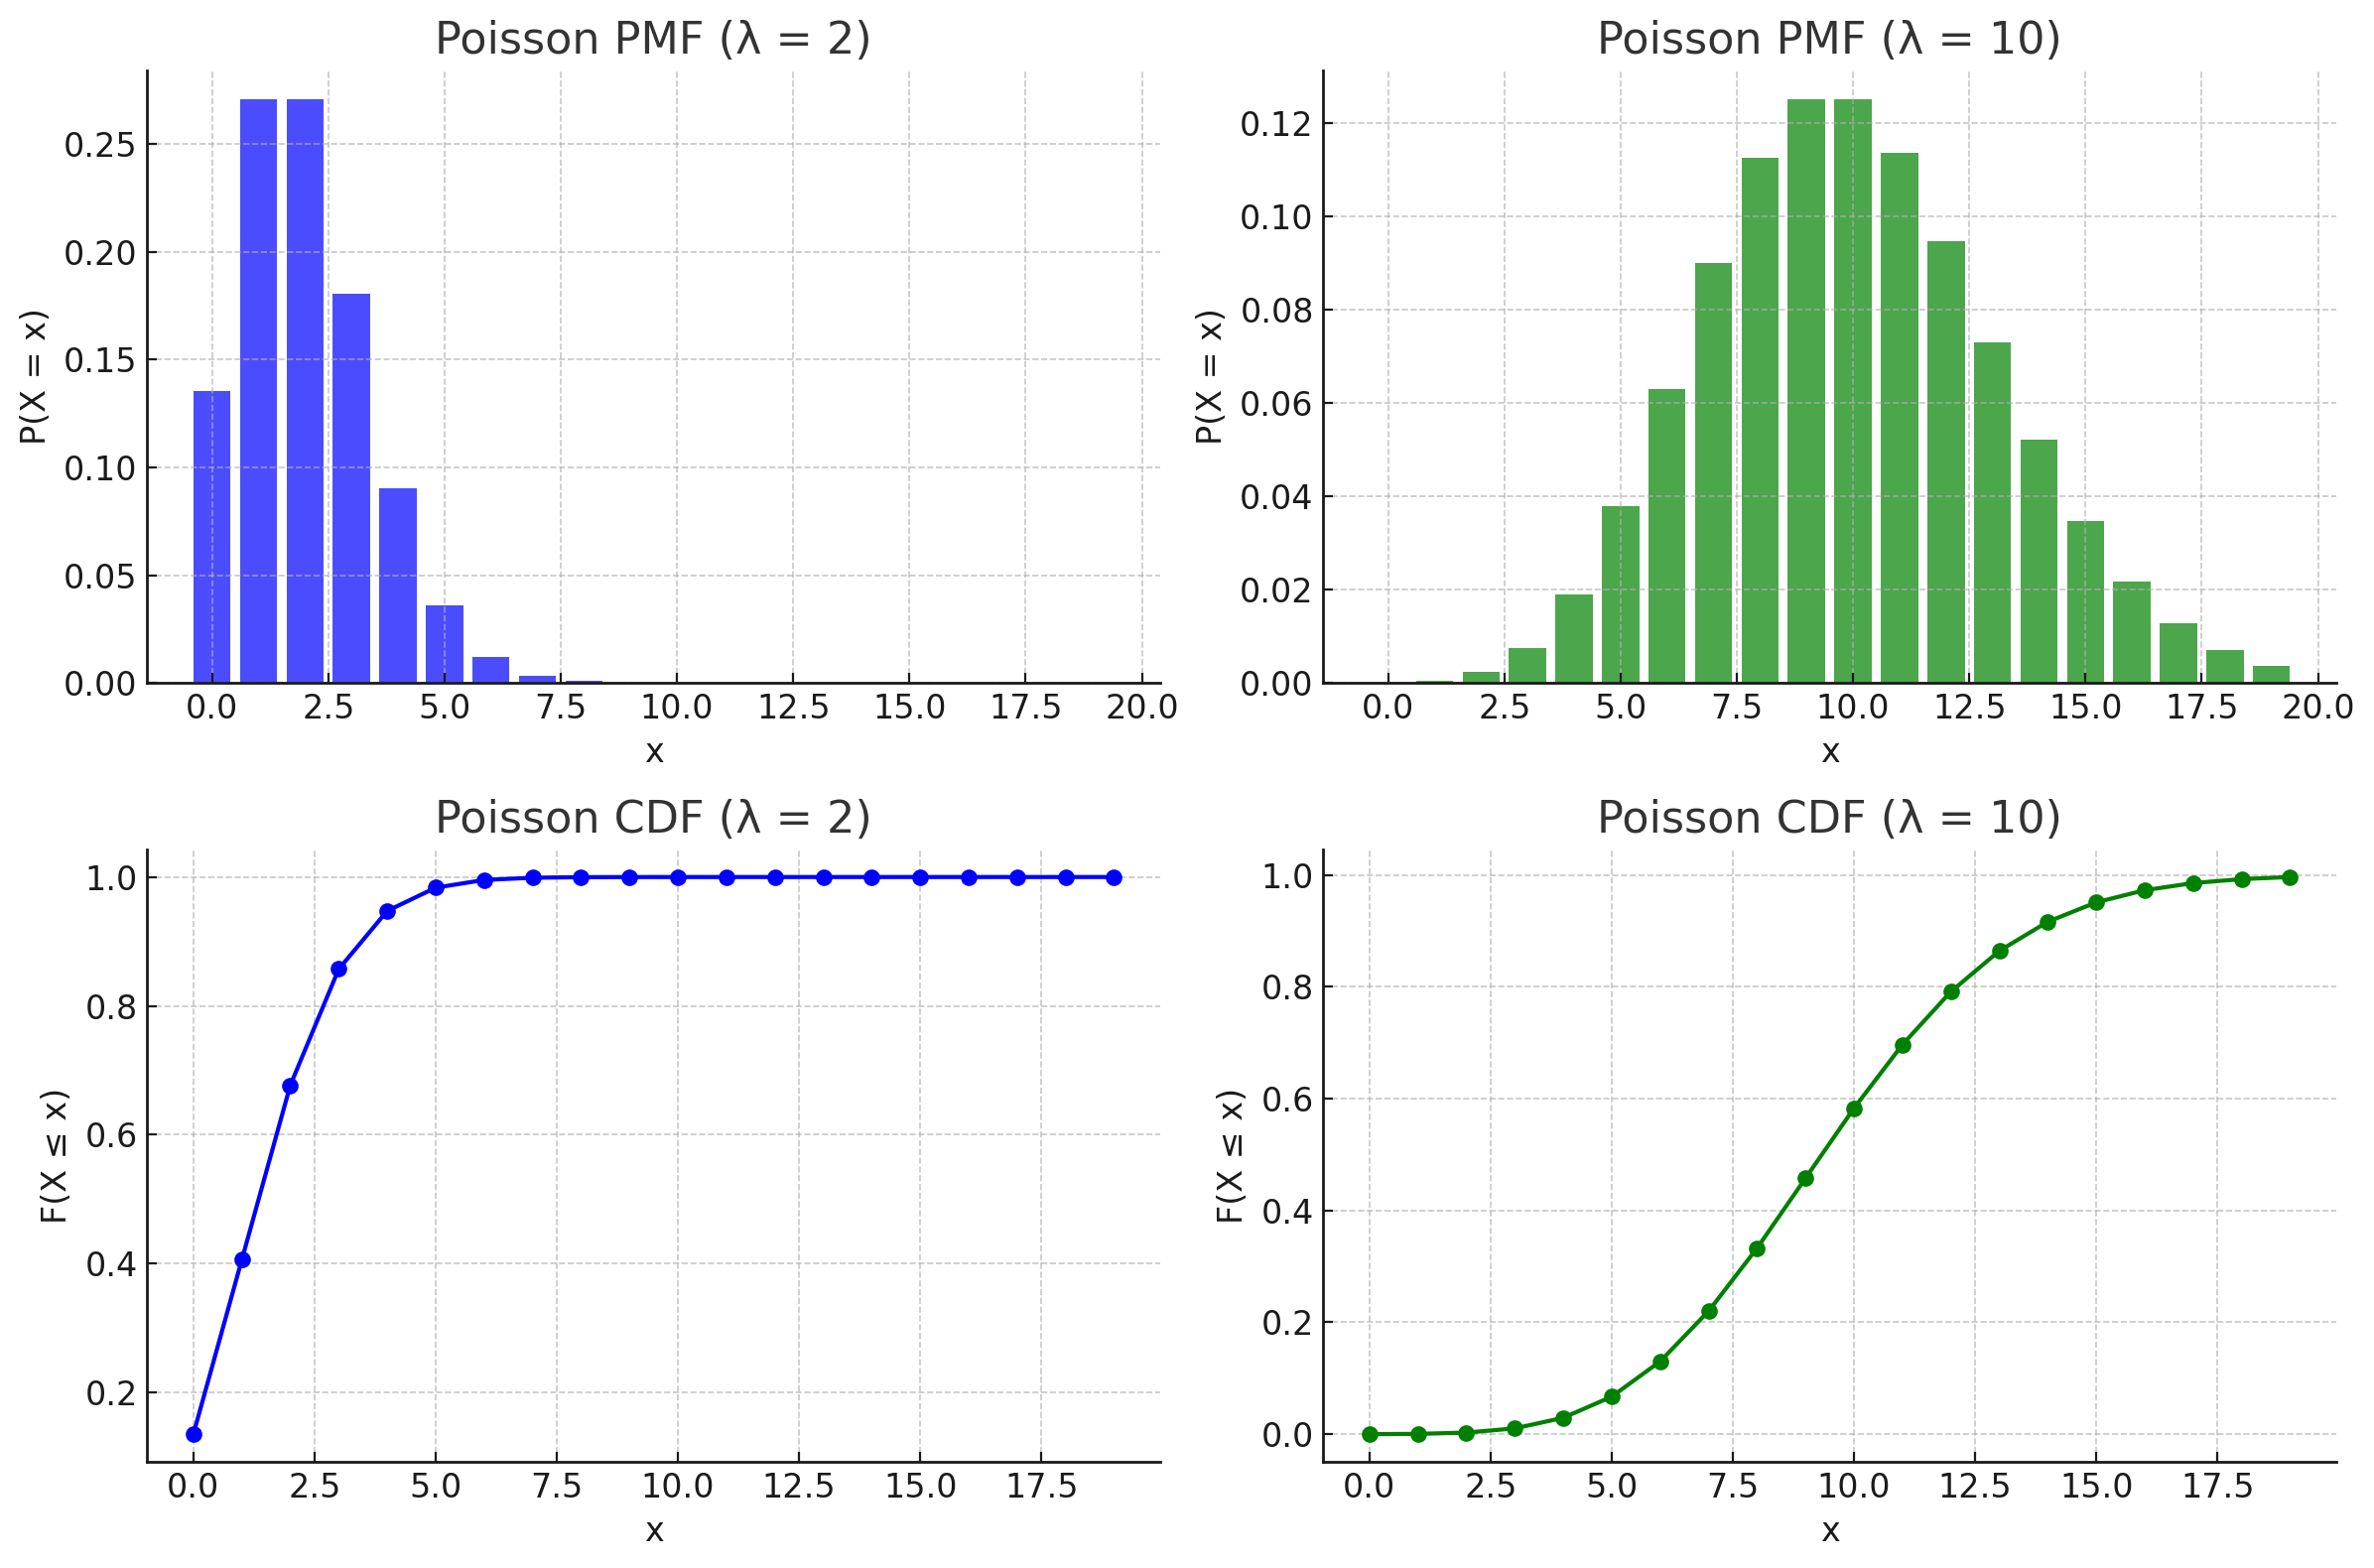 Poisson PMF (λ = 2)
P(X = x)
0.25
0.20
0.15
0.10
0.05
0.00
0.0 2.5 5.0 7.5 10.0 12.5 15.0 17.5 20.0
x
Poisson PMF (λ = 10)
P(X = x)
0.12
0.10
0.08
0.06
0.04
0.02
0.00
0.0 2.5 5.0 7.5 10.0 12.5 15.0 17.5 20.0
x
Poisson CDF (λ = 2)
F(X ≤ x)
1.0
0.8
0.6
0.4
0.2
0.0 2.5 5.0 7.5 10.0 12.5 15.0 17.5
x
Poisson CDF (λ = 10)
F(X ≤ x)
1.0
0.8
0.6
0.4
0.2
0.0
0.0 2.5 5.0 7.5 10.0 12.5 15.0 17.5
x